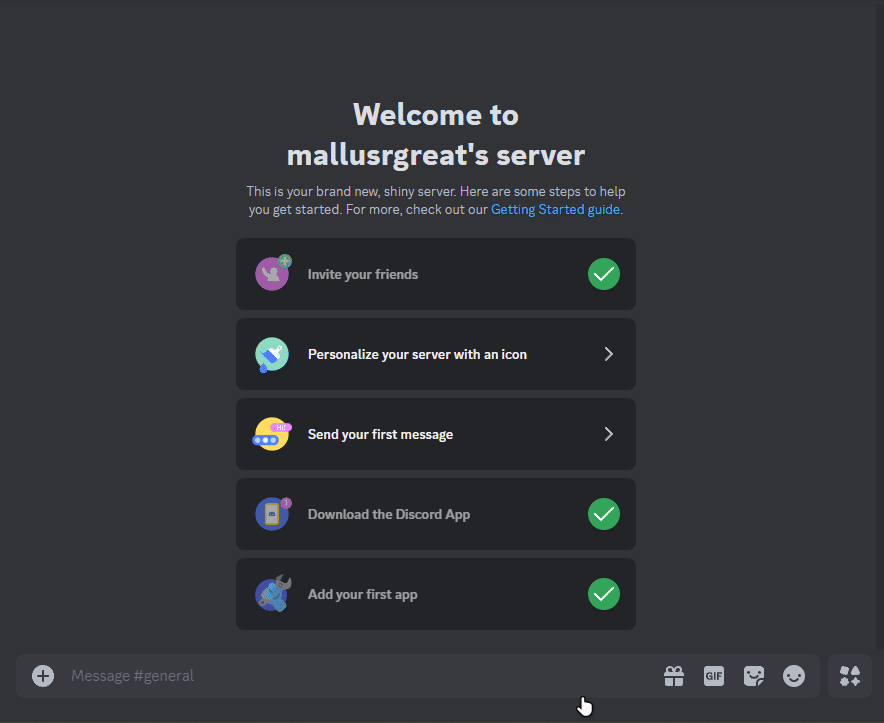 Welcome to
mallusrgreat's server
This is your brand new, shiny server. Here are some steps to help
you get started. For more, check out our Getting Started guide.
Invite your friends
Personalize your server with an icon
HI!
Send your first message
Download the Discord App
Add your first app
Message #general
GIF